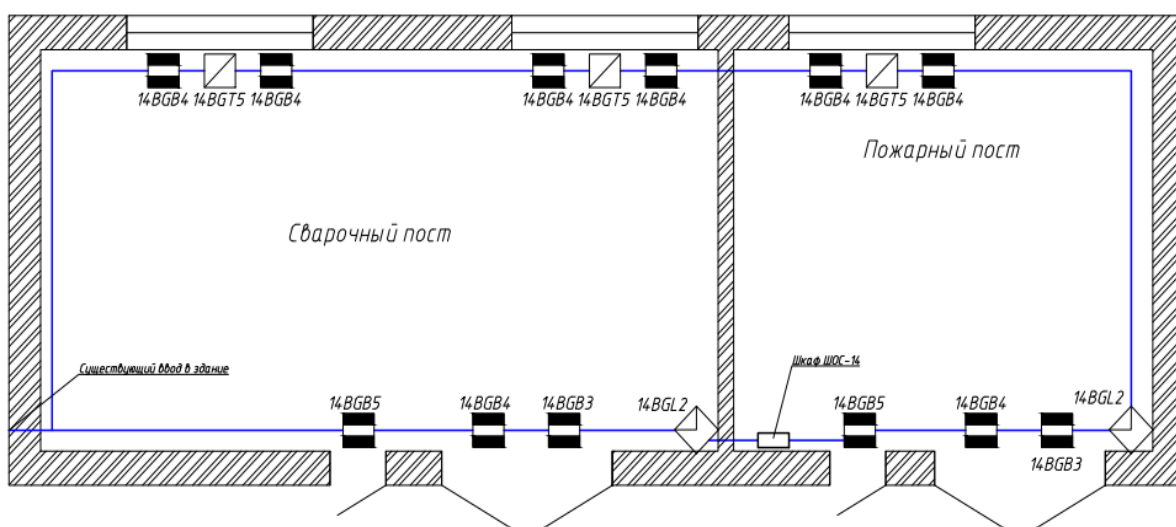 14BGB4
14BGT5
14BGB4
14BGB4
14BGT5
14BGB4
14BGB4
14BGT5
14BGB4
Пожарный пост
Сварочный пост
Существующий ввод в здание
Шкаф ШОС-14
14BGB5
14BGB4
14BGB3
14BGL2
14BGB5
14BGB4
14BGL2
14BGB3